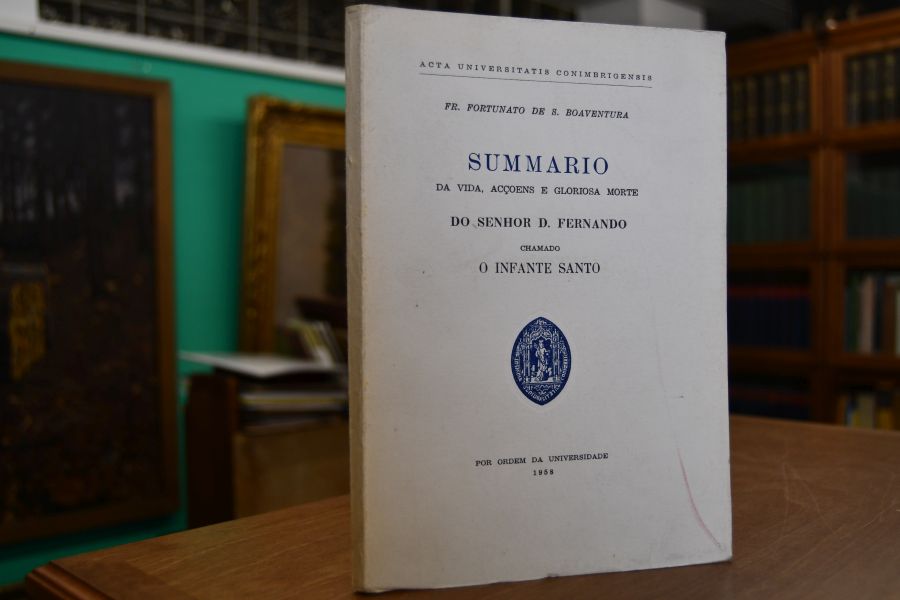 ACTA UNIVERSITATIS CONIMBRIGENSIS
FR. FORTUNATO DE S. BOAVENTURA
SUMMARIO
DA VIDA, ACÇOENS E GLORIOSA MORTE
DO SENHOR D. FERNANDO
CHAMADO
O INFANTE SANTO
POR ORDEM DA UNIVERSIDADE
1958